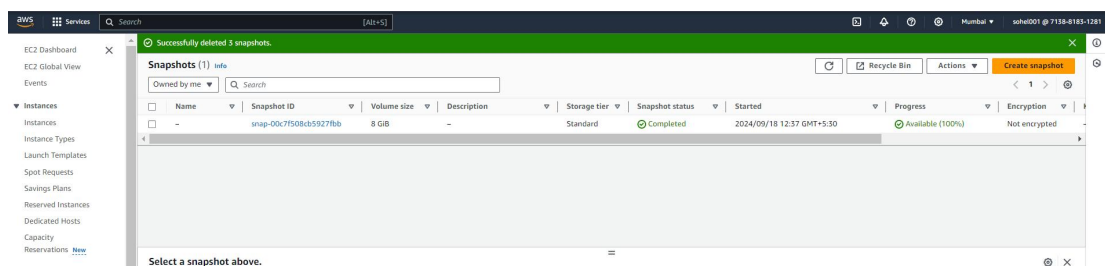 aws Services Search [Alt+S] Mumbai ▼ sohel001 @ 7138-8183-1281
EC2 Dashboard
EC2 Global View
Events
▼ Instances
Instances
Instance Types
Launch Templates
Spot Requests
Savings Plans
Reserved Instances
Dedicated Hosts
Capacity
Reservations New
Successfully deleted 3 snapshots.
Snapshots (1) Info
Recycle Bin Actions ▼ Create snapshot
Owned by me ▼ Search
< 1 >
Name Snapshot ID Volume size Description Storage tier Snapshot status Started Progress Encryption
– snap-00c7f508cb5927fbb 8 GiB – Standard Completed 2024/09/18 12:37 GMT+5:30 Available (100%) Not encrypted –
Select a snapshot above.